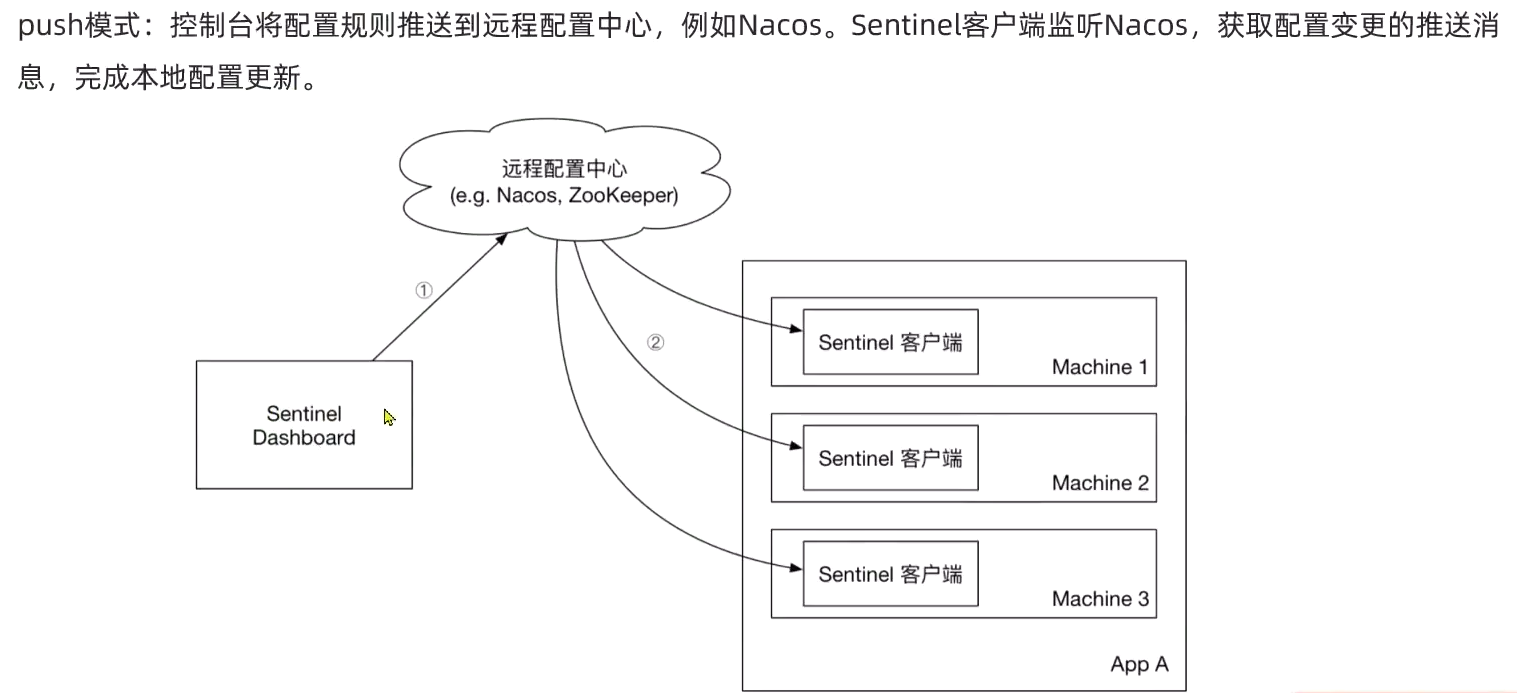 push模式：控制台将配置规则推送到远程配置中心，例如Nacos。Sentinel客户端监听Nacos，获取配置变更的推送消
息，完成本地配置更新。
远程配置中心
(e.g. Nacos, ZooKeeper)
①
②
Sentinel 客户端
Machine 1
Sentinel
Dashboard
Sentinel 客户端
Machine 2
Sentinel 客户端
Machine 3
App A